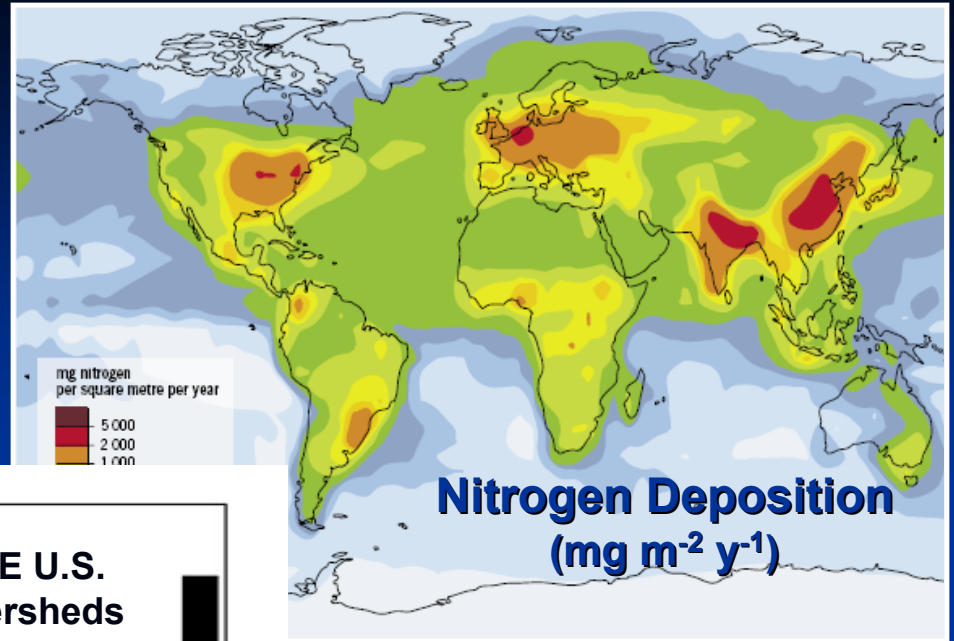 mg nitrogen
per square metre per year
5 000
2 000
1 000
Nitrogen Deposition
(mg m-2 y-1)
E U.S.
ersheds